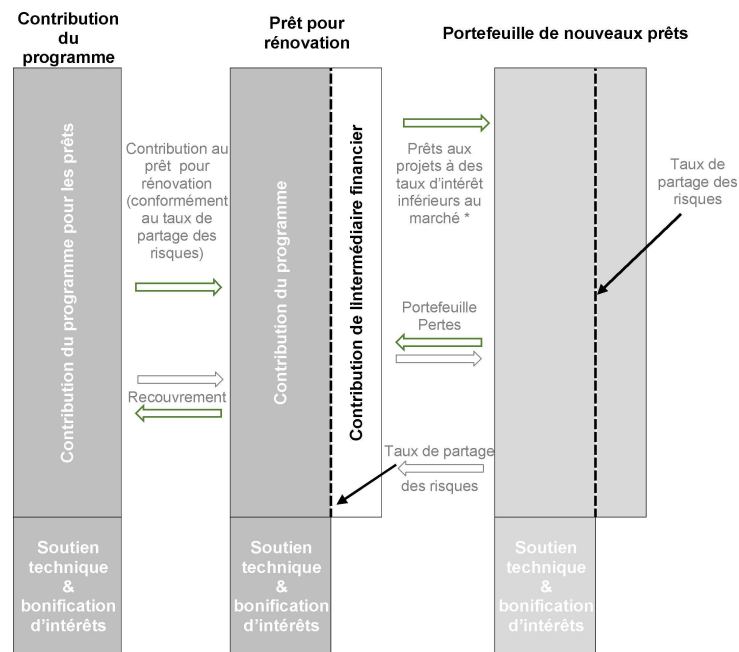 Contribution
du
programme
Prêt pour
rénovation
Portefeuille de nouveaux prêts
Contribution du programme pour les prêts
Contribution au
prêt pour
rénovation
(conformément
au taux de
partage des
risques)
Recouvrement
Contribution du programme
Contribution de lintermédiaire financier
Prêts aux
projets à des
taux d'intérêt
inférieurs au
marché *
Portefeuille
Pertes
Taux de partage
des risques
Taux de
partage des
risques
Soutien
technique
&
bonification
d'intérêts
Soutien
technique
&
bonification
d'intérêts
Soutien
technique
&
bonification
d'intérêts